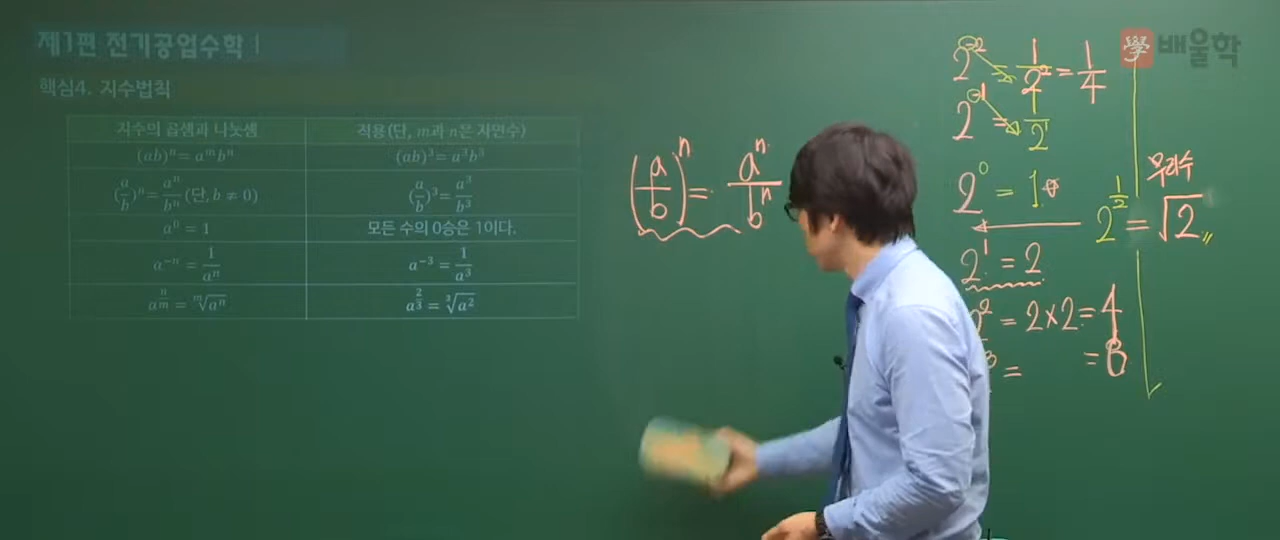 제1편 전기공업수학 I
핵심4. 지수법칙
지수의 곱셈과 나눗셈 적용(단, m과 n은 자연수)
(ab)ⁿ= aᵐbⁿ (ab)³= a³b³
(a/b)ⁿ= aⁿ/bⁿ (단, b ≠ 0) (a/b)³= a³/b³
a⁰ = 1 모든 수의 0승은 1이다.
a⁻ⁿ = 1/aⁿ a⁻³ = 1/a³
a^(n/m) = ᵐ√(aⁿ) a^(2/3) = ³√(a²)
(a/b)ⁿ = aⁿ/bⁿ
2⁻² = 1/2² = 1/4
2⁻¹ = 1/2¹
2⁰ = 1
2¹ = 2
2² = 2×2 = 4
³ = = 8
무리수
2^(1/2) = √2
學 배울학